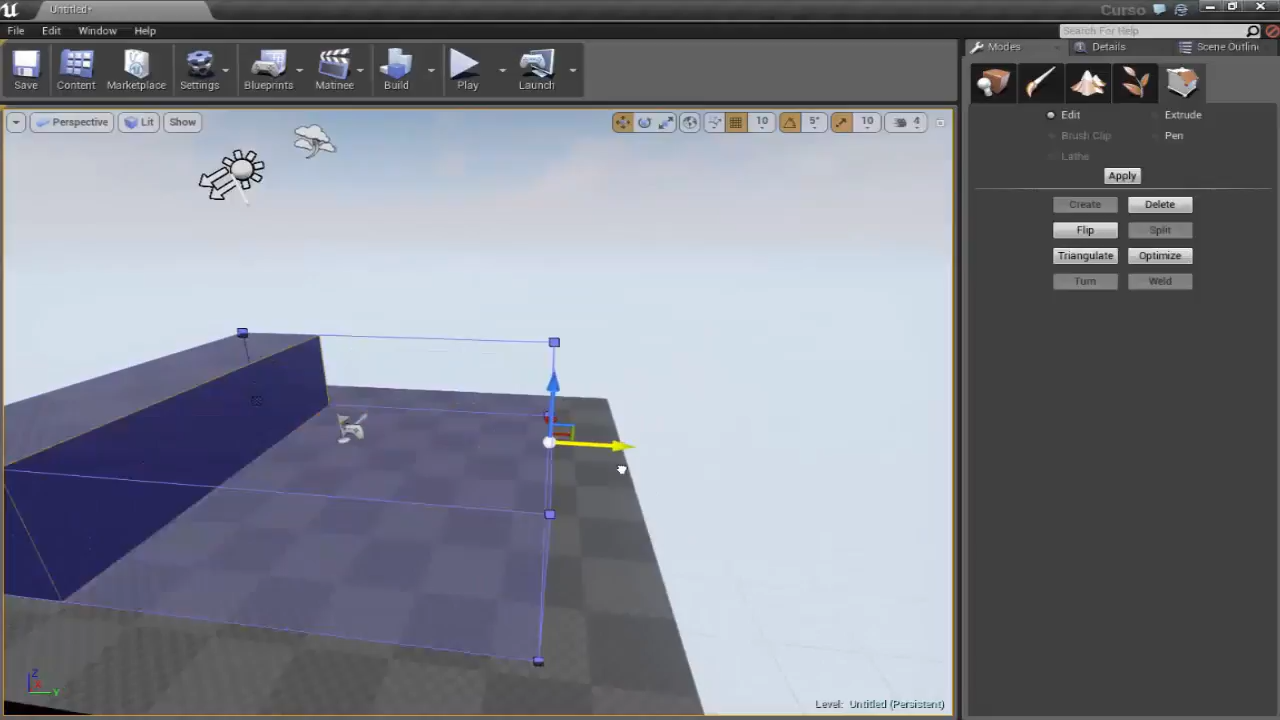 Untitled*
Curso
File Edit Window Help
Search For Help
Save Content Marketplace Settings Blueprints Matinee Build Play Launch
Modes Details Scene Outline
Perspective Lit Show 10 5° 10 4
Edit Extrude
Brush Clip Pen
Lathe
Apply
Create Delete
Flip Split
Triangulate Optimize
Turn Weld
Z
X Y
Level: Untitled (Persistent)